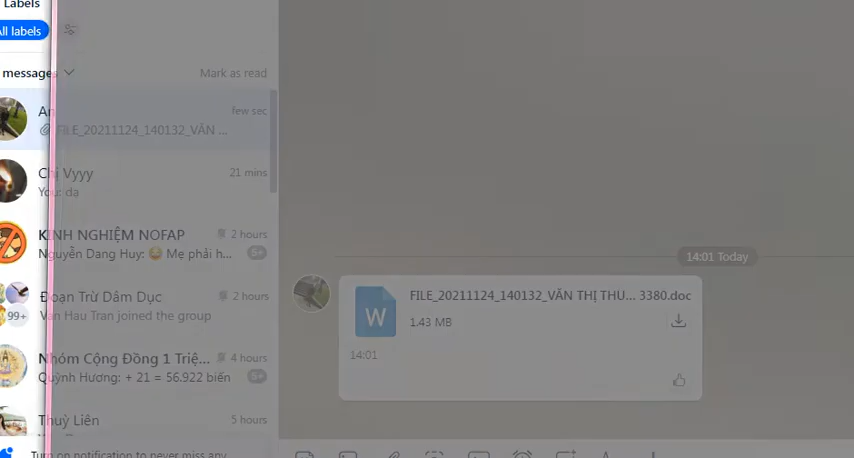 Labels
All labels
messages
Mark as read
An
few sec
FILE_20211124_140132_VĂN ...
Chị Vyyy
21 mins
You: dạ
KINH NGHIỆM NOFAP
2 hours
Nguyễn Dang Huy: Mẹ phải h...
5+
Đoạn Trừ Dâm Dục
2 hours
99+
Van Hau Tran joined the group
Nhóm Cộng Đồng 1 Triệ...
4 hours
Quỳnh Hương: + 21 = 56.922 biến
5+
Thuỳ Liên
5 hours
Turn on notification to never miss any
14:01 Today
W
FILE_20211124_140132_VĂN THỊ THU... 3380.doc
1.43 MB
14:01